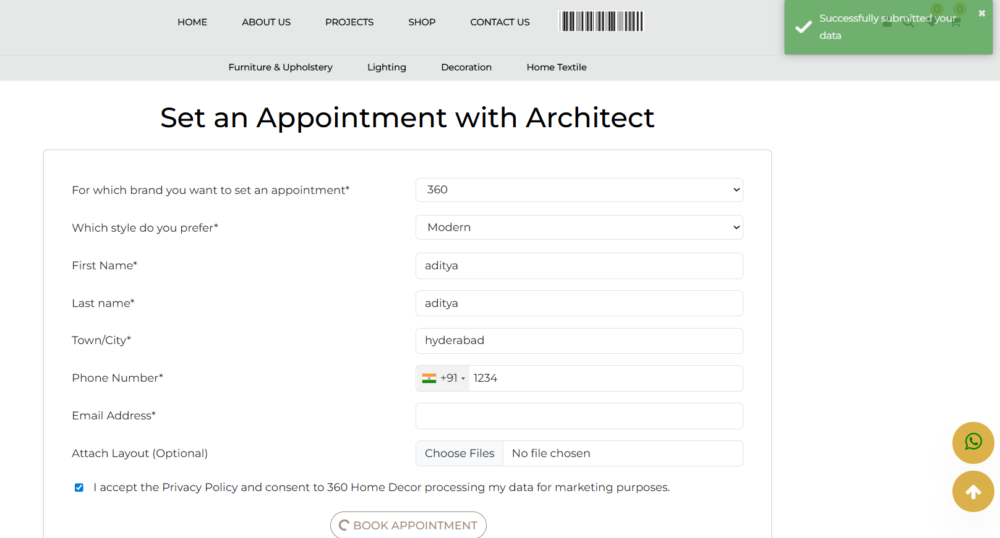 HOME ABOUT US PROJECTS SHOP CONTACT US
0 0
Successfully submitted your
data
Furniture & Upholstery Lighting Decoration Home Textile
Set an Appointment with Architect
For which brand you want to set an appointment* 360
Which style do you prefer* Modern
First Name* aditya
Last name* aditya
Town/City* hyderabad
Phone Number* +91 1234
Email Address*
Attach Layout (Optional) Choose Files No file chosen
I accept the Privacy Policy and consent to 360 Home Decor processing my data for marketing purposes.
BOOK APPOINTMENT